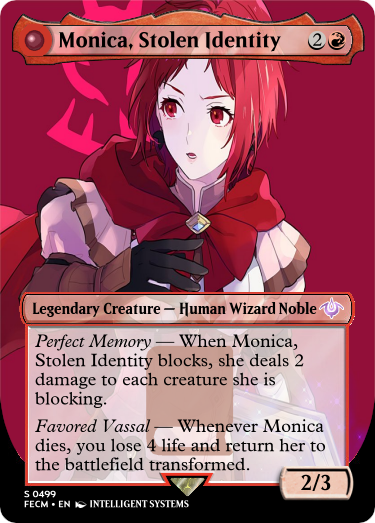 Monica, Stolen Identity 2
Legendary Creature — Human Wizard Noble
Perfect Memory — When Monica,
Stolen Identity blocks, she deals 2
damage to each creature she is
blocking.
Favored Vassal — Whenever Monica
dies, you lose 4 life and return her to
the battlefield transformed.
2/3
S 0499
FECM • EN INTELLIGENT SYSTEMS